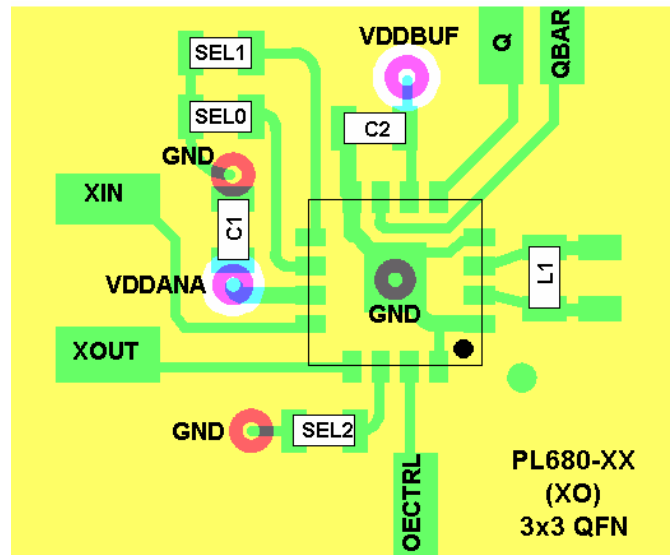 SEL1
VDDBUF
Q
QBAR
SEL0
C2
GND
XIN
C1
L1
VDDANA
GND
XOUT
GND
SEL2
OECTRL
PL680-XX
(XO)
3x3 QFN